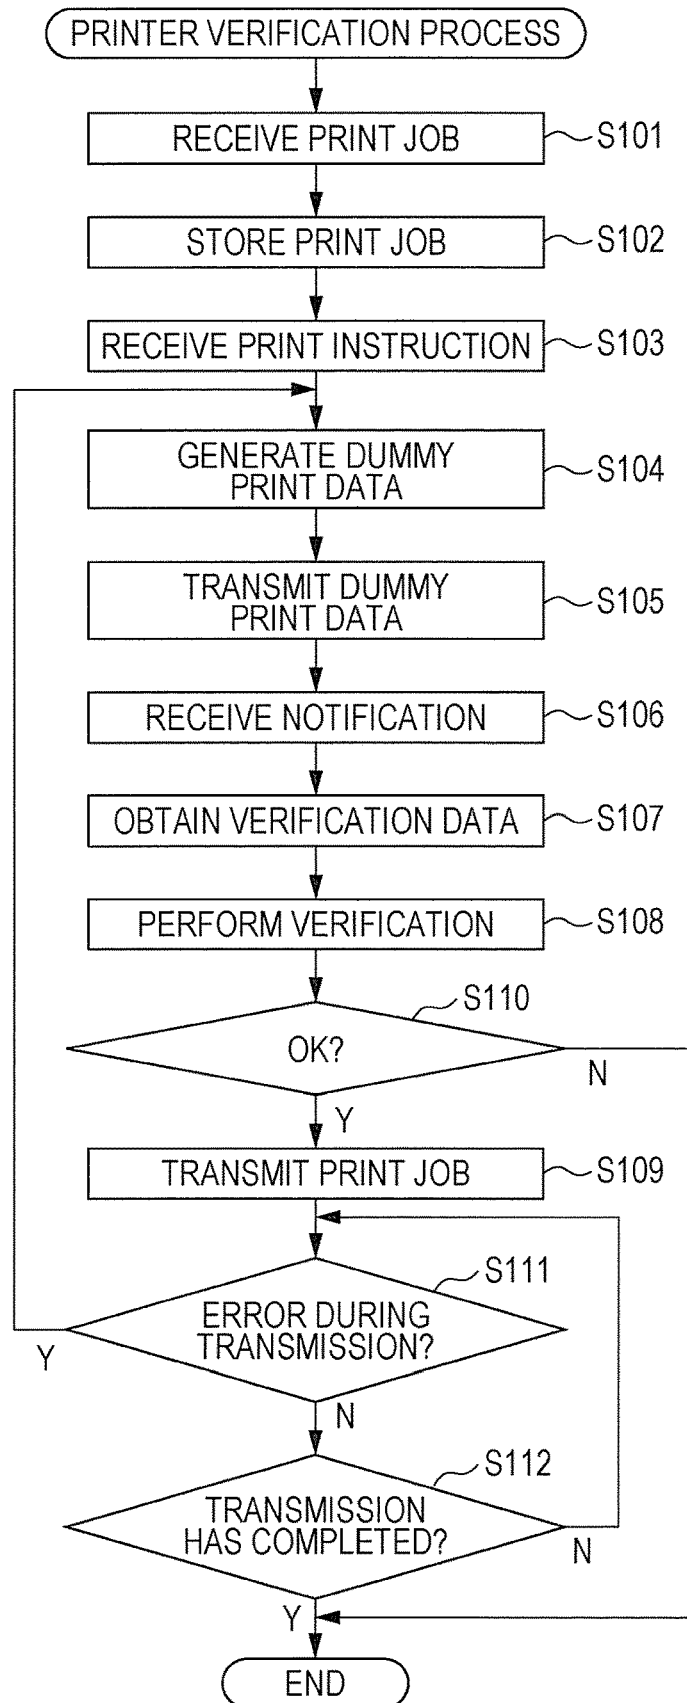 PRINTER VERIFICATION PROCESS
RECEIVE PRINT JOB
S101
STORE PRINT JOB
S102
RECEIVE PRINT INSTRUCTION
S103
GENERATE DUMMY
PRINT DATA
S104
TRANSMIT DUMMY
PRINT DATA
S105
RECEIVE NOTIFICATION
S106
OBTAIN VERIFICATION DATA
S107
PERFORM VERIFICATION
S108
S110
OK?
N
Y
TRANSMIT PRINT JOB
S109
S111
ERROR DURING
TRANSMISSION?
Y
N
S112
TRANSMISSION
HAS COMPLETED?
N
Y
END